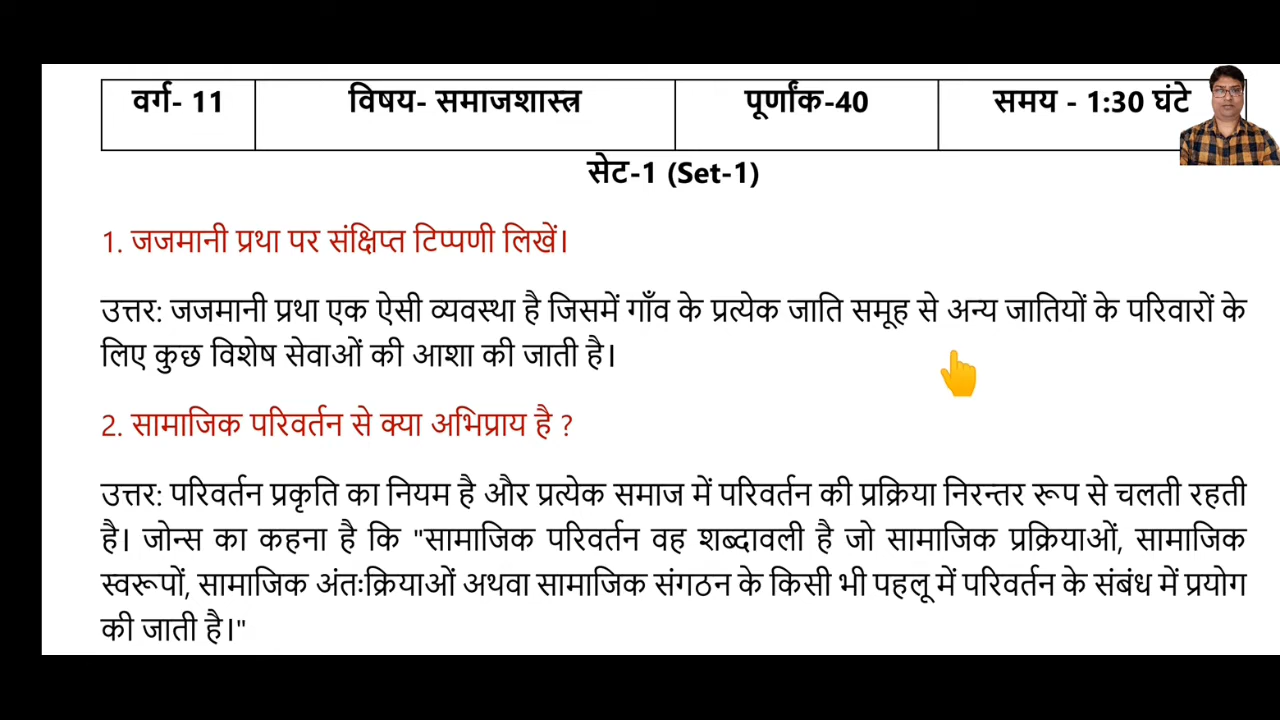 वर्ग- 11
विषय- समाजशास्त्र
पूर्णांक-40
समय - 1:30 घंटे
सेट-1 (Set-1)
1. जजमानी प्रथा पर संक्षिप्त टिप्पणी लिखें।
उत्तर: जजमानी प्रथा एक ऐसी व्यवस्था है जिसमें गाँव के प्रत्येक जाति समूह से अन्य जातियों के परिवारों के
लिए कुछ विशेष सेवाओं की आशा की जाती है।
2. सामाजिक परिवर्तन से क्या अभिप्राय है ?
उत्तर: परिवर्तन प्रकृति का नियम है और प्रत्येक समाज में परिवर्तन की प्रक्रिया निरन्तर रूप से चलती रहती
है। जोन्स का कहना है कि "सामाजिक परिवर्तन वह शब्दावली है जो सामाजिक प्रक्रियाओं, सामाजिक
स्वरूपों, सामाजिक अंतःक्रियाओं अथवा सामाजिक संगठन के किसी भी पहलू में परिवर्तन के संबंध में प्रयोग
की जाती है।"